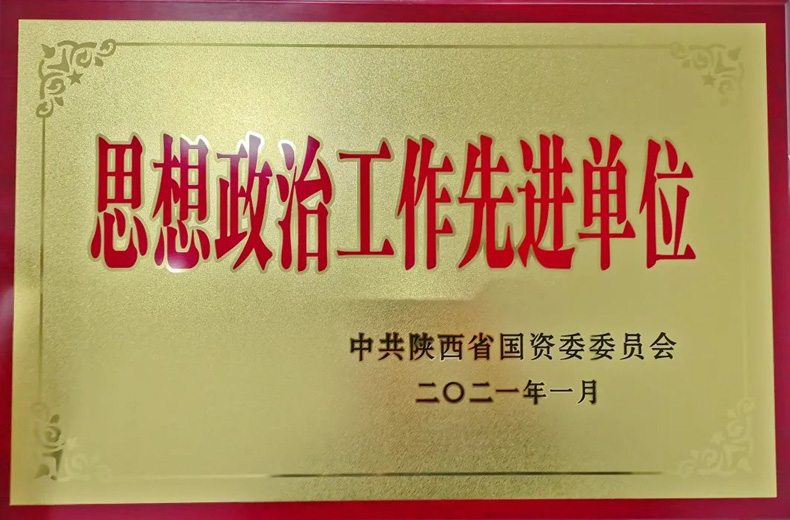 思想政治工作先进单位
中共陕西省国资委委员会
二〇二一年一月